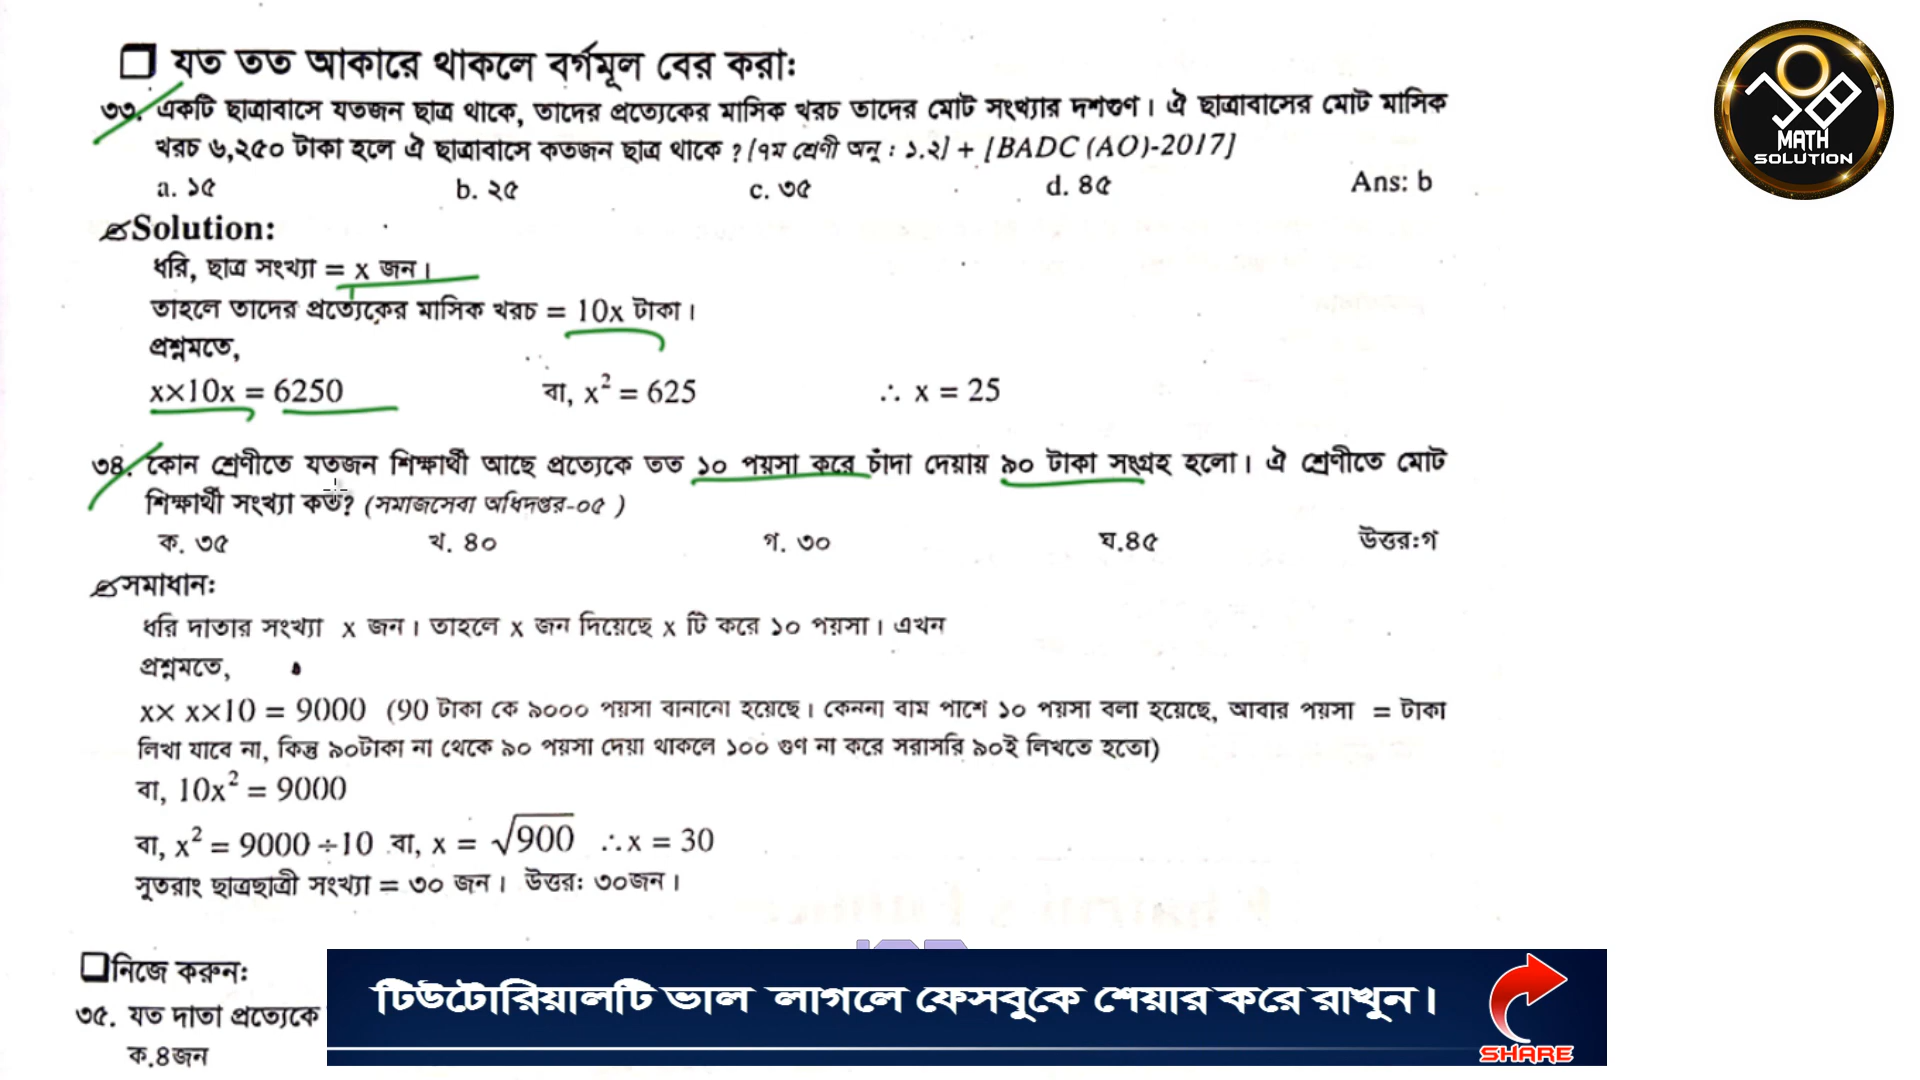 ❑ যত তত আকারে থাকলে বর্গমূল বের করা:
৩৩. একটি ছাত্রাবাসে যতজন ছাত্র থাকে, তাদের প্রত্যেকের মাসিক খরচ তাদের মোট সংখ্যার দশগুণ। ঐ ছাত্রাবাসের মোট মাসিক
খরচ ৬,২৫০ টাকা হলে ঐ ছাত্রাবাসে কতজন ছাত্র থাকে ? [৭ম শ্রেণী অনু : ১.২] + [BADC (AO)-2017]
a. ১৫ b. ২৫ c. ৩৫ d. ৪৫ Ans: b
✍Solution:
ধরি, ছাত্র সংখ্যা = x জন।
তাহলে তাদের প্রত্যেকের মাসিক খরচ = 10x টাকা।
প্রশ্নমতে,
x×10x = 6250 বা, x² = 625 ∴ x = 25
৩৪. কোন শ্রেণীতে যতজন শিক্ষার্থী আছে প্রত্যেকে তত ১০ পয়সা করে চাঁদা দেয়ায় ৯০ টাকা সংগ্রহ হলো। ঐ শ্রেণীতে মোট
শিক্ষার্থী সংখ্যা কত? (সমাজসেবা অধিদপ্তর-০৫ )
ক. ৩৫ খ. ৪০ গ. ৩০ ঘ.৪৫ উত্তর:গ
✍সমাধান:
ধরি দাতার সংখ্যা x জন। তাহলে x জন দিয়েছে x টি করে ১০ পয়সা। এখন
প্রশ্নমতে,
x× x×10 = 9000 (90 টাকা কে ৯০০০ পয়সা বানানো হয়েছে। কেননা বাম পাশে ১০ পয়সা বলা হয়েছে, আবার পয়সা = টাকা
লিখা যাবে না, কিন্তু ৯০টাকা না থেকে ৯০ পয়সা দেয়া থাকলে ১০০ গুণ না করে সরাসরি ৯০ই লিখতে হতো)
বা, 10x² = 9000
বা, x² = 9000 ÷10 বা, x = √900 ∴x = 30
সুতরাং ছাত্রছাত্রী সংখ্যা = ৩০ জন। উত্তর: ৩০জন।
❑নিজে করুন:
৩৫. যত দাতা প্রত্যেকে
ক.৪জন
টিউটোরিয়ালটি ভাল লাগলে ফেসবুকে শেয়ার করে রাখুন।
SHARE
MATH
SOLUTION